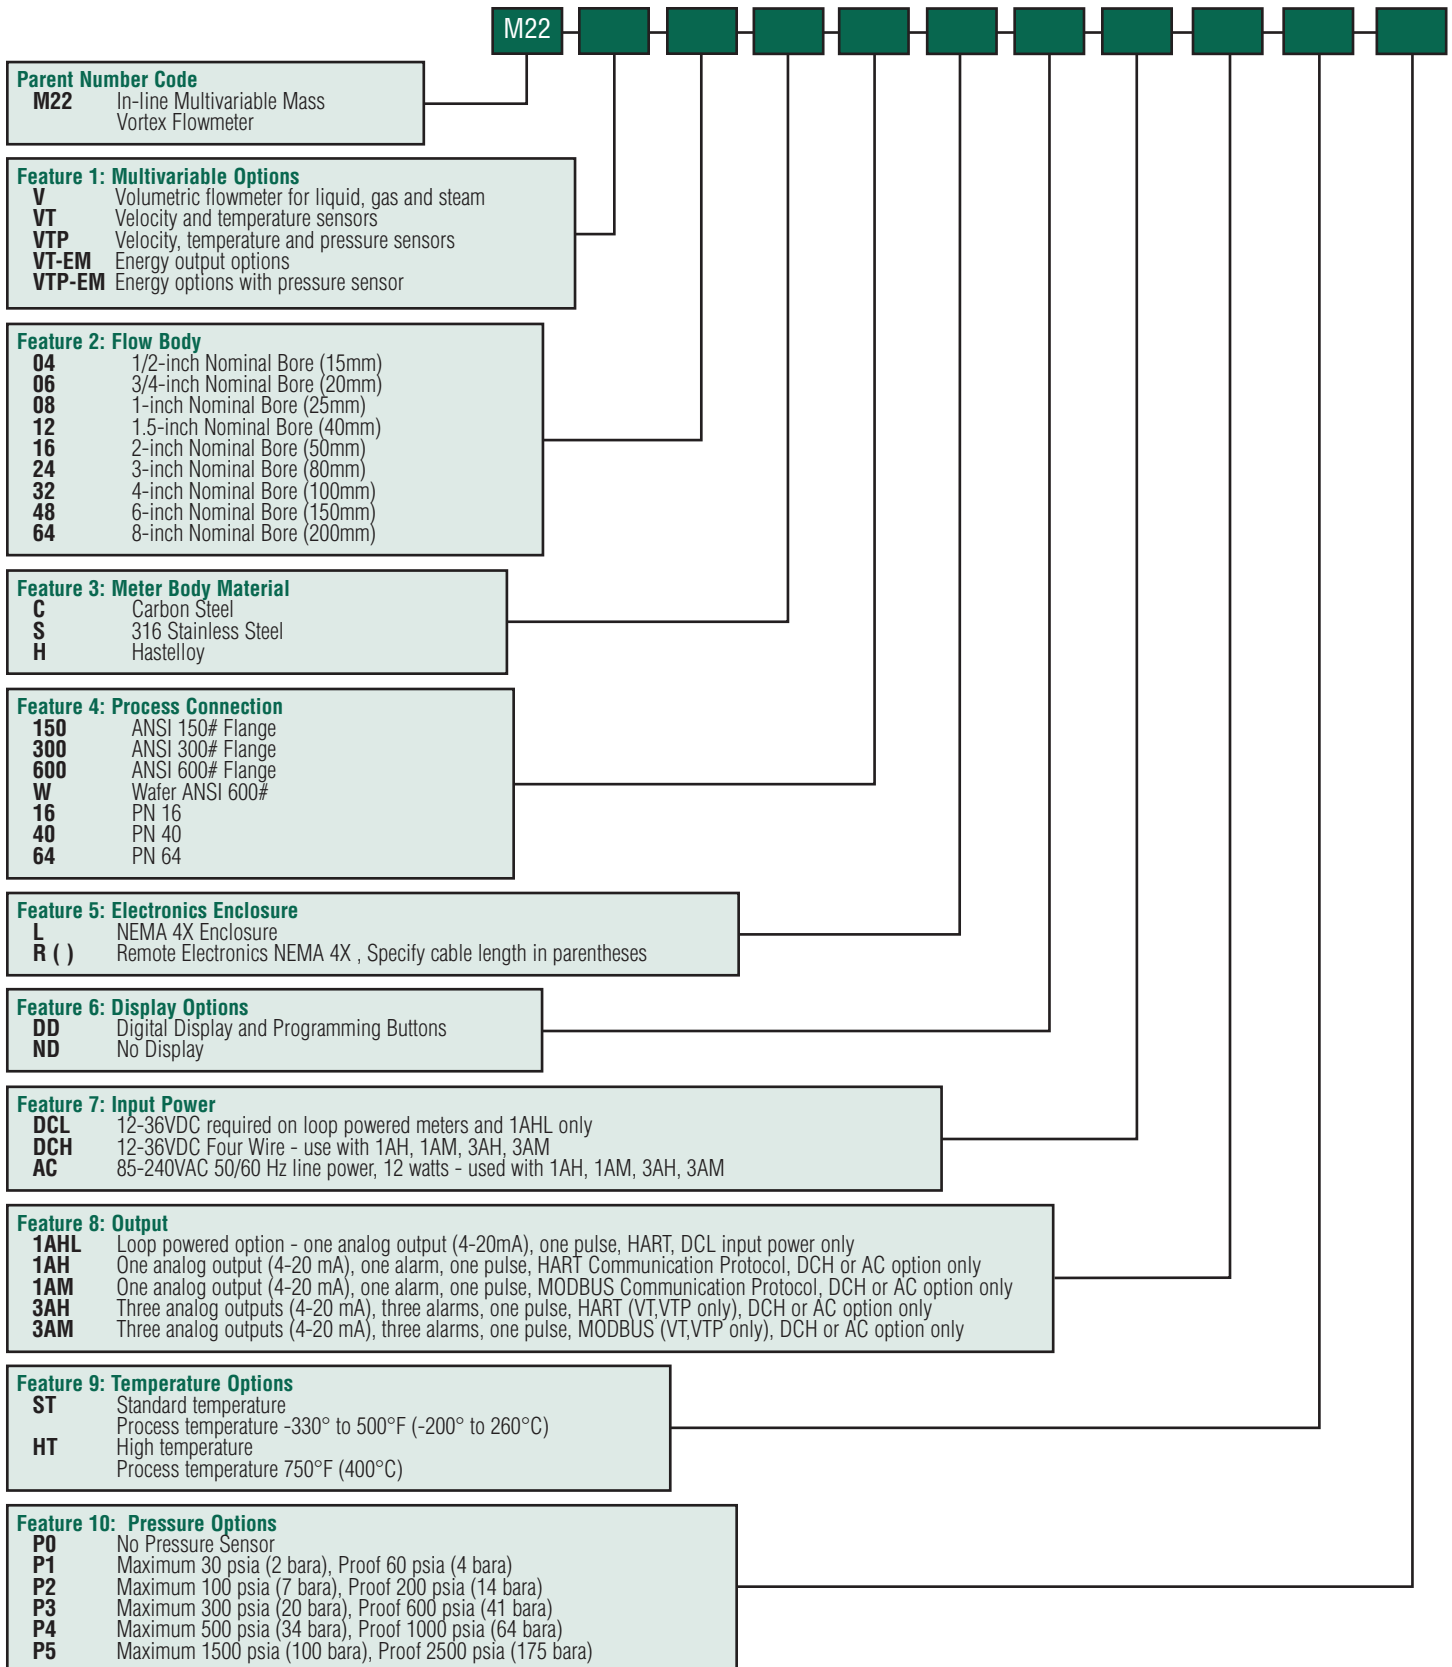 M22
Parent Number Code
M22 In-line Multivariable Mass
Vortex Flowmeter
Feature 1: Multivariable Options
V Volumetric flowmeter for liquid, gas and steam
VT Velocity and temperature sensors
VTP Velocity, temperature and pressure sensors
VT-EM Energy output options
VTP-EM Energy options with pressure sensor
Feature 2: Flow Body
04 1/2-inch Nominal Bore (15mm)
06 3/4-inch Nominal Bore (20mm)
08 1-inch Nominal Bore (25mm)
12 1.5-inch Nominal Bore (40mm)
16 2-inch Nominal Bore (50mm)
24 3-inch Nominal Bore (80mm)
32 4-inch Nominal Bore (100mm)
48 6-inch Nominal Bore (150mm)
64 8-inch Nominal Bore (200mm)
Feature 3: Meter Body Material
C Carbon Steel
S 316 Stainless Steel
H Hastelloy
Feature 4: Process Connection
150 ANSI 150# Flange
300 ANSI 300# Flange
600 ANSI 600# Flange
W Wafer ANSI 600#
16 PN 16
40 PN 40
64 PN 64
Feature 5: Electronics Enclosure
L NEMA 4X Enclosure
R ( ) Remote Electronics NEMA 4X , Specify cable length in parentheses
Feature 6: Display Options
DD Digital Display and Programming Buttons
ND No Display
Feature 7: Input Power
DCL 12-36VDC required on loop powered meters and 1AHL only
DCH 12-36VDC Four Wire - use with 1AH, 1AM, 3AH, 3AM
AC 85-240VAC 50/60 Hz line power, 12 watts - used with 1AH, 1AM, 3AH, 3AM
Feature 8: Output
1AHL Loop powered option - one analog output (4-20mA), one pulse, HART, DCL input power only
1AH One analog output (4-20 mA), one alarm, one pulse, HART Communication Protocol, DCH or AC option only
1AM One analog output (4-20 mA), one alarm, one pulse, MODBUS Communication Protocol, DCH or AC option only
3AH Three analog outputs (4-20 mA), three alarms, one pulse, HART (VT,VTP only), DCH or AC option only
3AM Three analog outputs (4-20 mA), three alarms, one pulse, MODBUS (VT,VTP only), DCH or AC option only
Feature 9: Temperature Options
ST Standard temperature
Process temperature -330° to 500°F (-200° to 260°C)
HT High temperature
Process temperature 750°F (400°C)
Feature 10: Pressure Options
P0 No Pressure Sensor
P1 Maximum 30 psia (2 bara), Proof 60 psia (4 bara)
P2 Maximum 100 psia (7 bara), Proof 200 psia (14 bara)
P3 Maximum 300 psia (20 bara), Proof 600 psia (41 bara)
P4 Maximum 500 psia (34 bara), Proof 1000 psia (64 bara)
P5 Maximum 1500 psia (100 bara), Proof 2500 psia (175 bara)